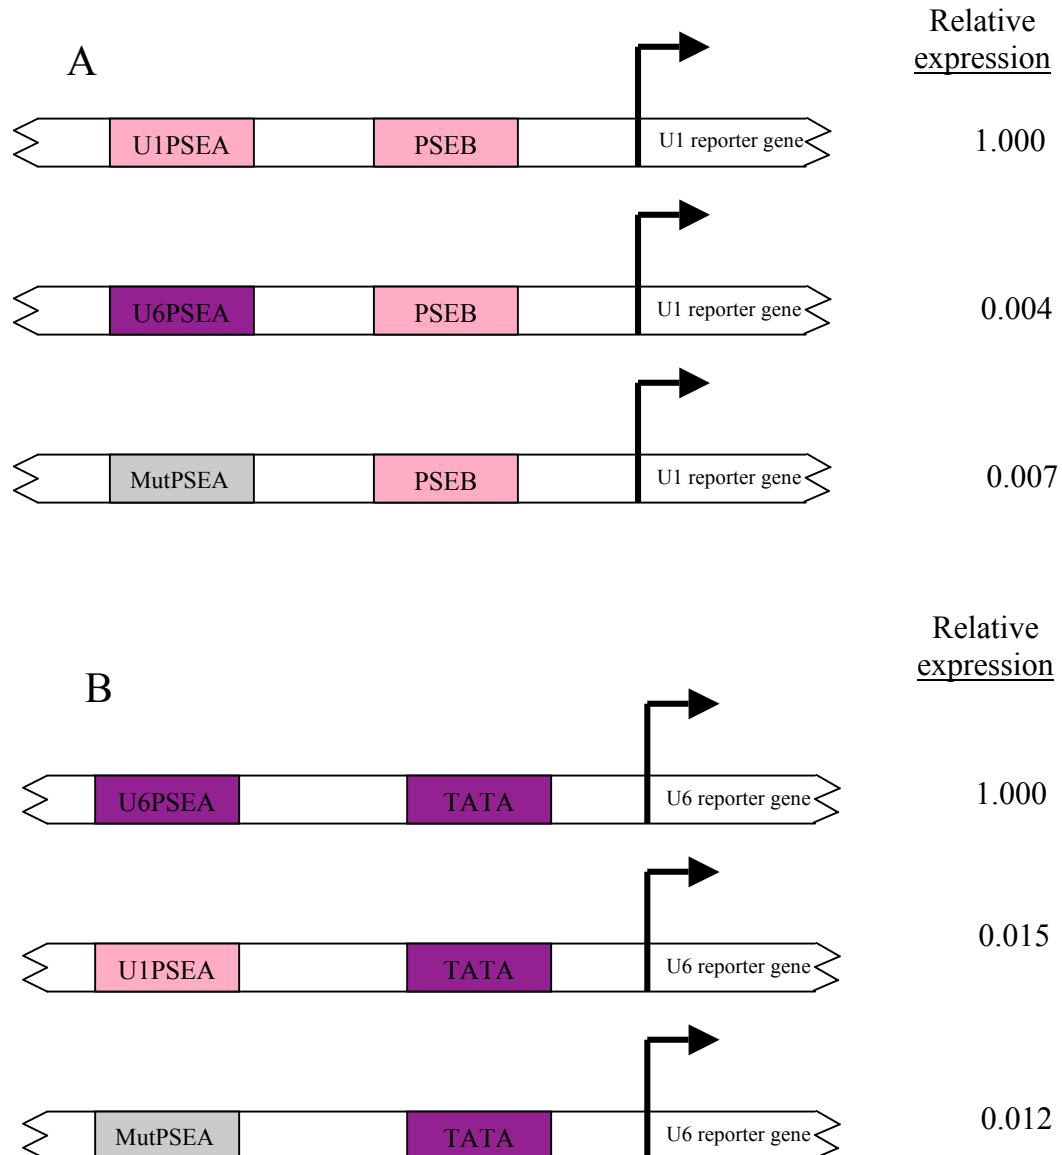 Relative
expression
A
U1PSEA PSEB U1 reporter gene 1.000
U6PSEA PSEB U1 reporter gene 0.004
MutPSEA PSEB U1 reporter gene 0.007
Relative
expression
B
U6PSEA TATA U6 reporter gene 1.000
U1PSEA TATA U6 reporter gene 0.015
MutPSEA TATA U6 reporter gene 0.012